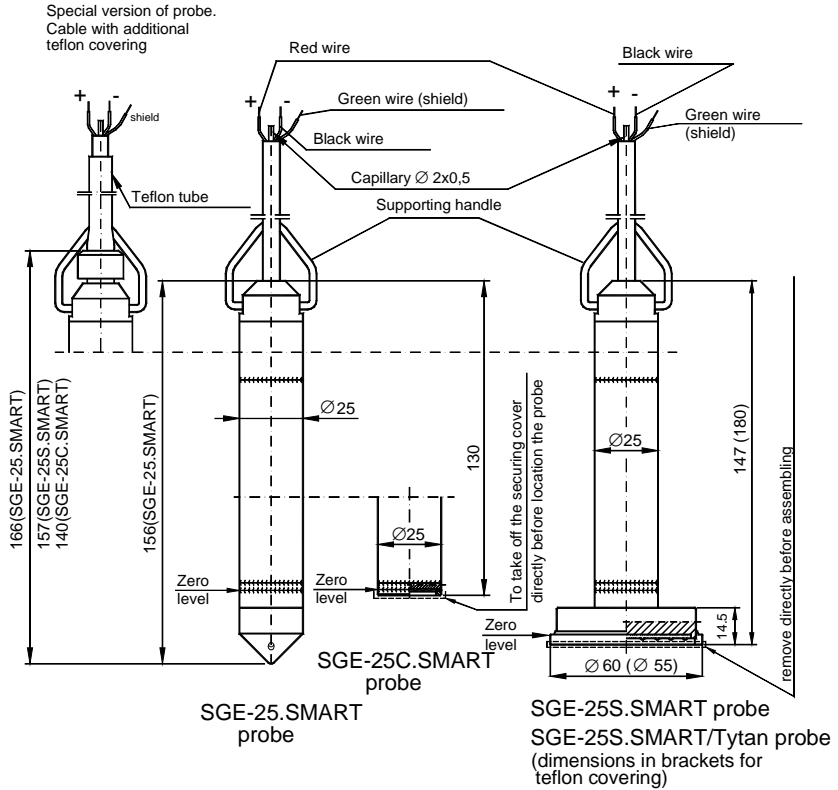 Special version of probe.
Cable with additional
teflon covering
Red wire
Black wire
+
-
shield
+
-
Green wire (shield)
Black wire
+
-
Green wire
(shield)
Capillary ∅ 2x0,5
Teflon tube
Supporting handle
166(SGE-25.SMART)
157(SGE-25S.SMART)
140(SGE-25C.SMART)
156(SGE-25.SMART)
∅25
130
To take off the securing cover
directly before location the probe
∅25
∅25
147 (180)
remove directly before assembling
Zero
level
Zero
level
Zero
level
14.5
∅ 60 (∅ 55)
SGE-25C.SMART
probe
SGE-25.SMART
probe
SGE-25S.SMART probe
SGE-25S.SMART/Tytan probe
(dimensions in brackets for
teflon covering)